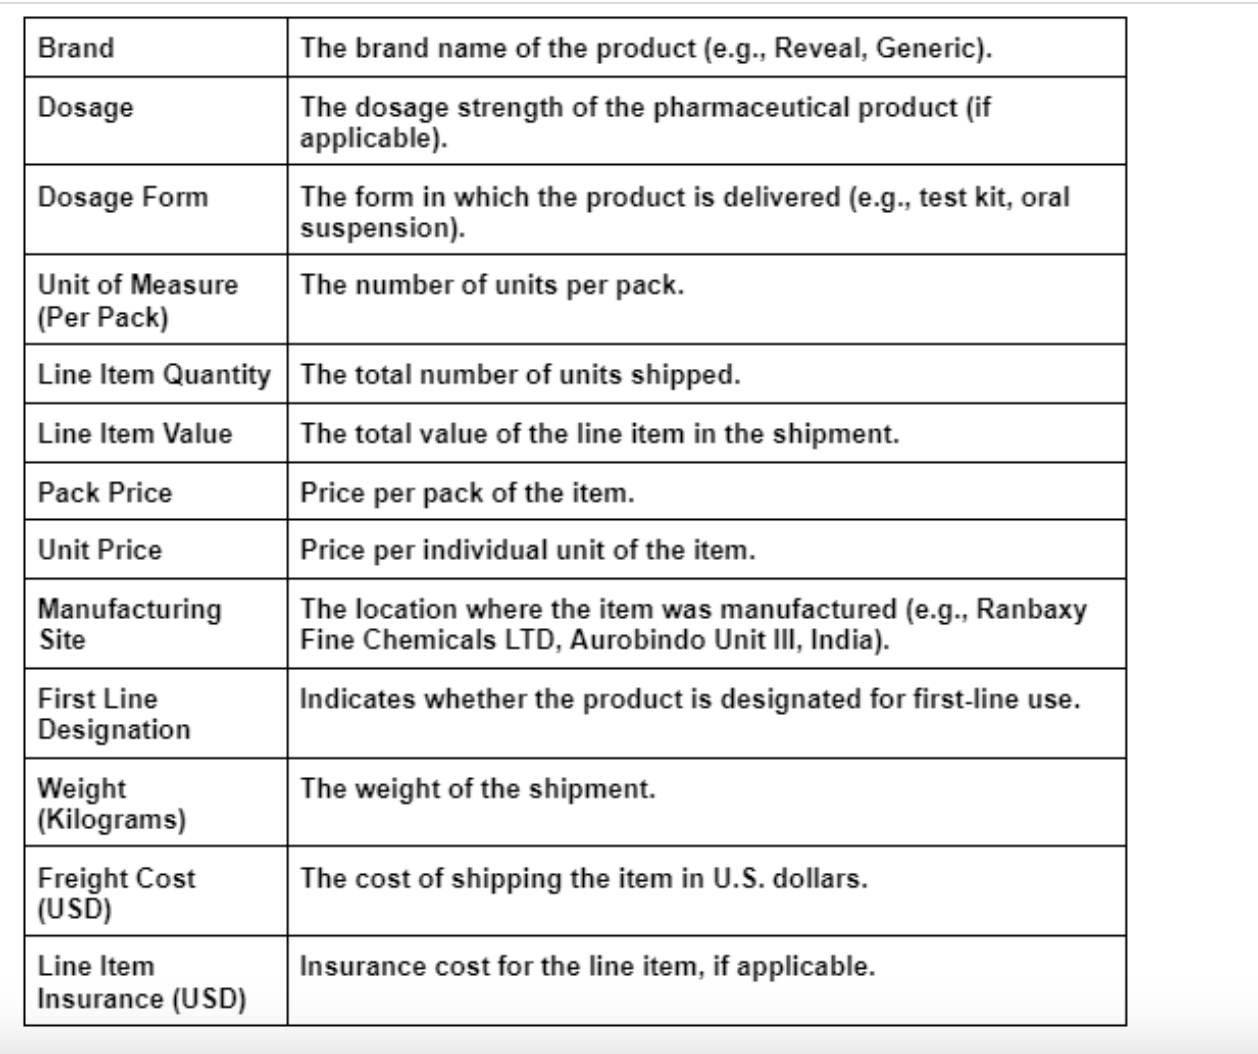 Brand
The brand name of the product (e.g., Reveal, Generic).
Dosage
The dosage strength of the pharmaceutical product (if
applicable).
Dosage Form
The form in which the product is delivered (e.g., test kit, oral
suspension).
Unit of Measure
(Per Pack)
The number of units per pack.
Line Item Quantity
The total number of units shipped.
Line Item Value
The total value of the line item in the shipment.
Pack Price
Price per pack of the item.
Unit Price
Price per individual unit of the item.
Manufacturing
Site
The location where the item was manufactured (e.g., Ranbaxy
Fine Chemicals LTD, Aurobindo Unit III, India).
First Line
Designation
Indicates whether the product is designated for first-line use.
Weight
(Kilograms)
The weight of the shipment.
Freight Cost
(USD)
The cost of shipping the item in U.S. dollars.
Line Item
Insurance (USD)
Insurance cost for the line item, if applicable.